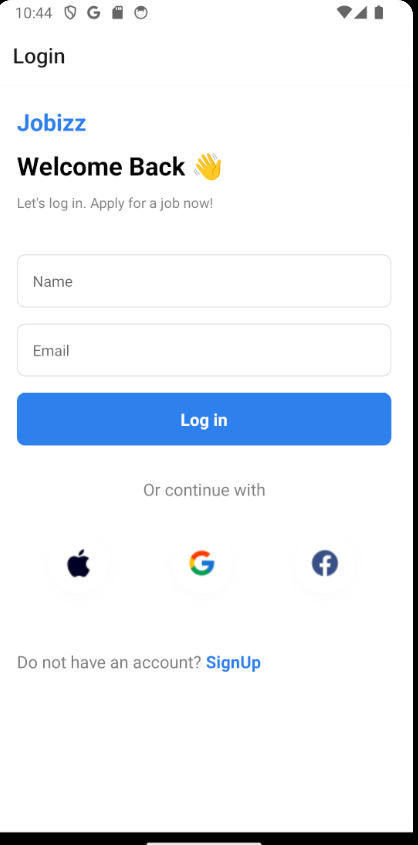 10:44
Login
Jobizz
Welcome Back 👋
Let's log in. Apply for a job now!
Name
Email
Log in
Or continue with
Do not have an account? SignUp